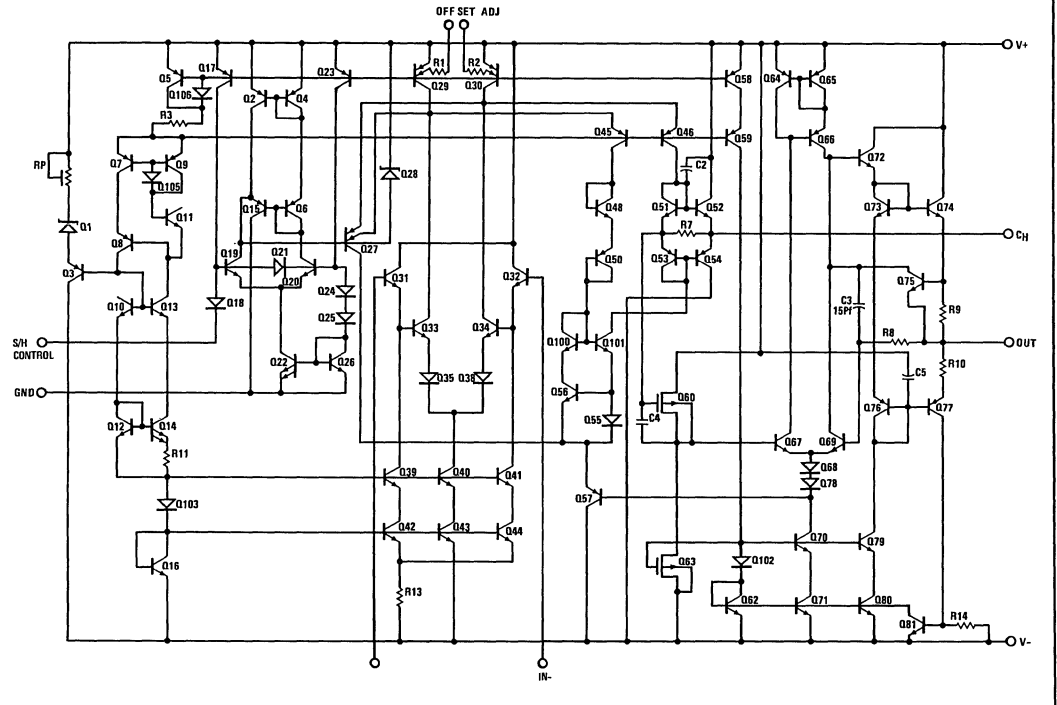 OFF SET ADJ
V+
Q5 Q17 Q23 R1 R2 Q58 Q64 Q65
Q106 Q2 Q4 Q29 Q30
R3 Q45 Q46 Q59 Q66
RP Q7 Q9 Q28 C2 Q72
Q105
Q11 Q15 Q6 Q48 Q51 Q52 Q73 Q74
Q1 R7 CH
Q8 Q19 Q21 Q27 Q50 Q53 Q54
Q3 Q20 Q31 Q32 Q75
Q24
Q10 Q13 Q18 Q25 Q33 Q34 C3 15Pf R9
S/H CONTROL Q100 Q101 R8 OUT
Q22 Q26 Q35 Q36 R10
GND Q56 Q60 C5
Q12 Q14 Q55 C4 Q76 Q77
R11 Q67 Q69
Q39 Q40 Q41 Q68
Q103 Q57 Q78
Q42 Q43 Q44 Q70 Q79
Q16 Q63 Q102
R13 Q62 Q71 Q80
Q81 R14
V−
IN-